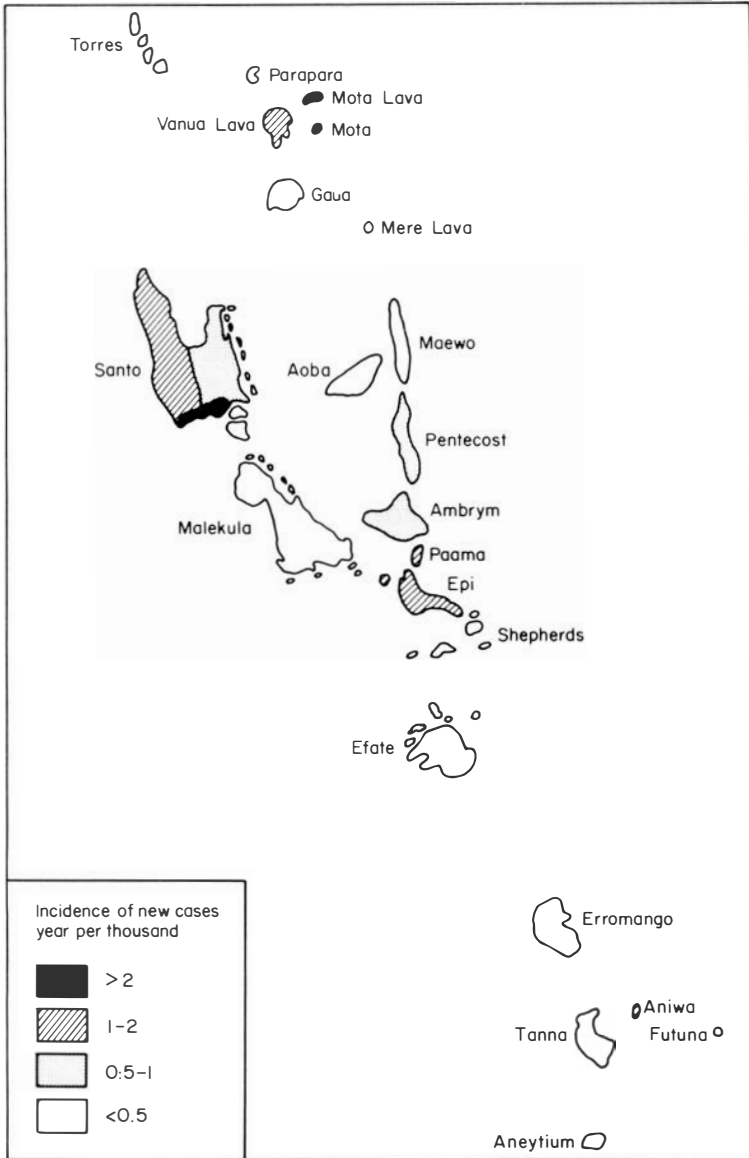 Torres
Parapara
Mota Lava
Vanua Lava
Mota
Gaua
Mere Lava
Santo
Aoba
Maewo
Pentecost
Malekula
Ambrym
Paama
Epi
Shepherds
Efate
Incidence of new cases
year per thousand
>2
1-2
0:5-1
<0.5
Erromango
Aniwa
Tanna
Futuna
Aneytium